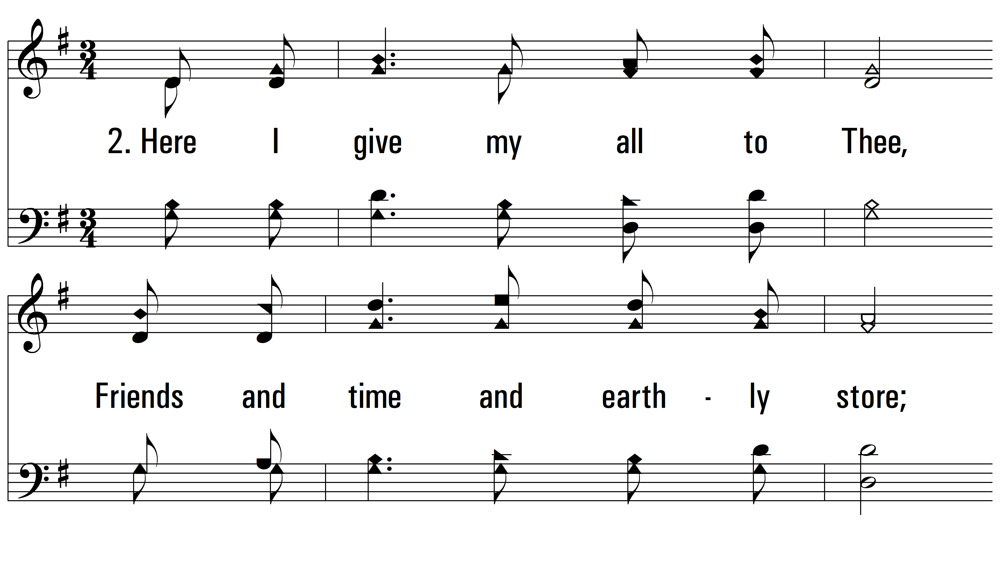 2. Here I give my all to Thee,
Friends and time and earth - ly store;